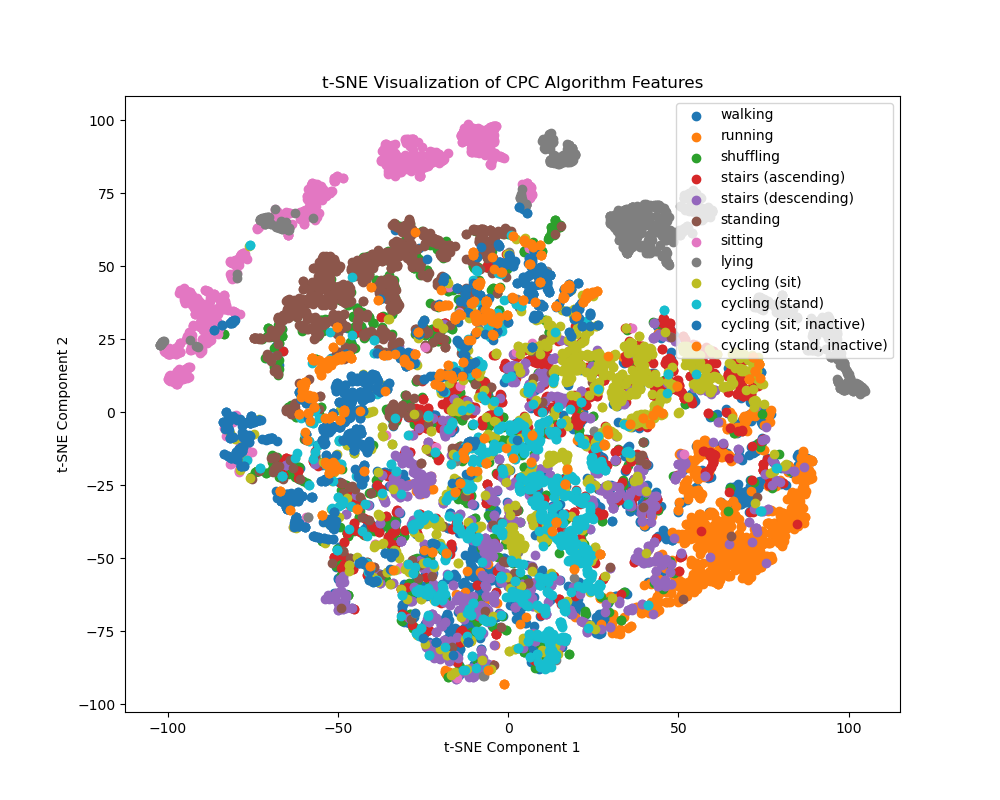 t-SNE Visualization of CPC Algorithm Features
100
75
50
25
0
−25
−50
−75
−100
t-SNE Component 2
walking
running
shuffling
stairs (ascending)
stairs (descending)
standing
sitting
lying
cycling (sit)
cycling (stand)
cycling (sit, inactive)
cycling (stand, inactive)
−100
−50
0
50
100
t-SNE Component 1